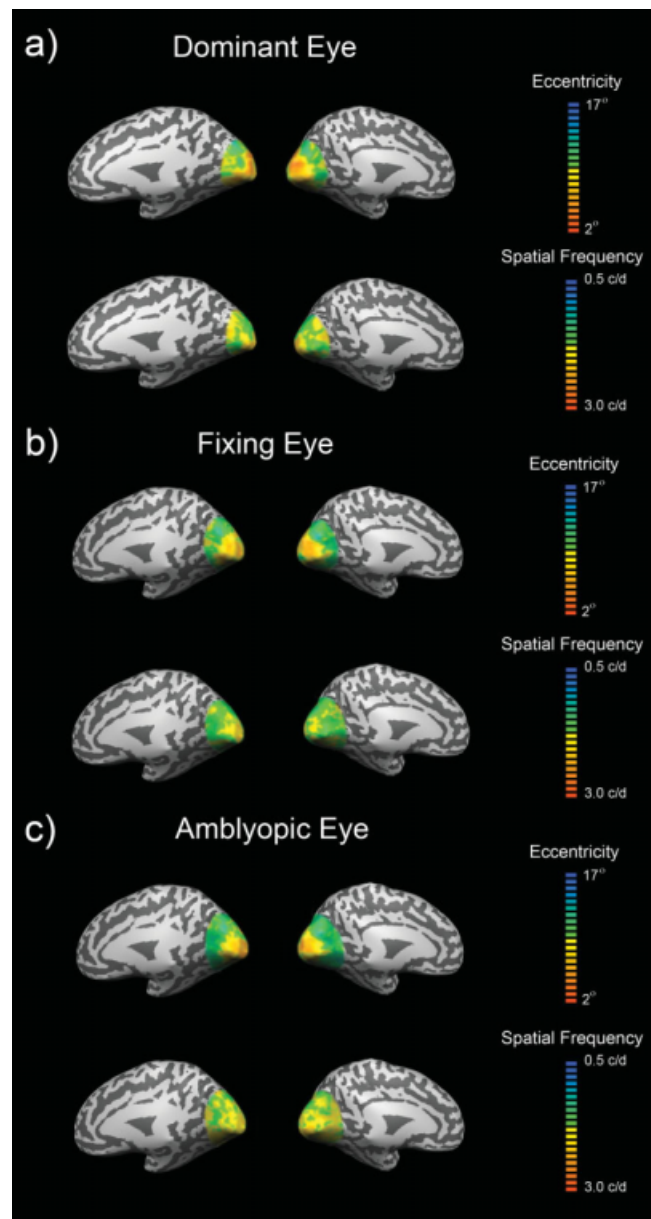 a)
Dominant Eye
Eccentricity
17°
2°
Spatial Frequency
0.5 c/d
3.0 c/d
b)
Fixing Eye
Eccentricity
17°
2°
Spatial Frequency
0.5 c/d
3.0 c/d
c)
Amblyopic Eye
Eccentricity
17°
2°
Spatial Frequency
0.5 c/d
3.0 c/d